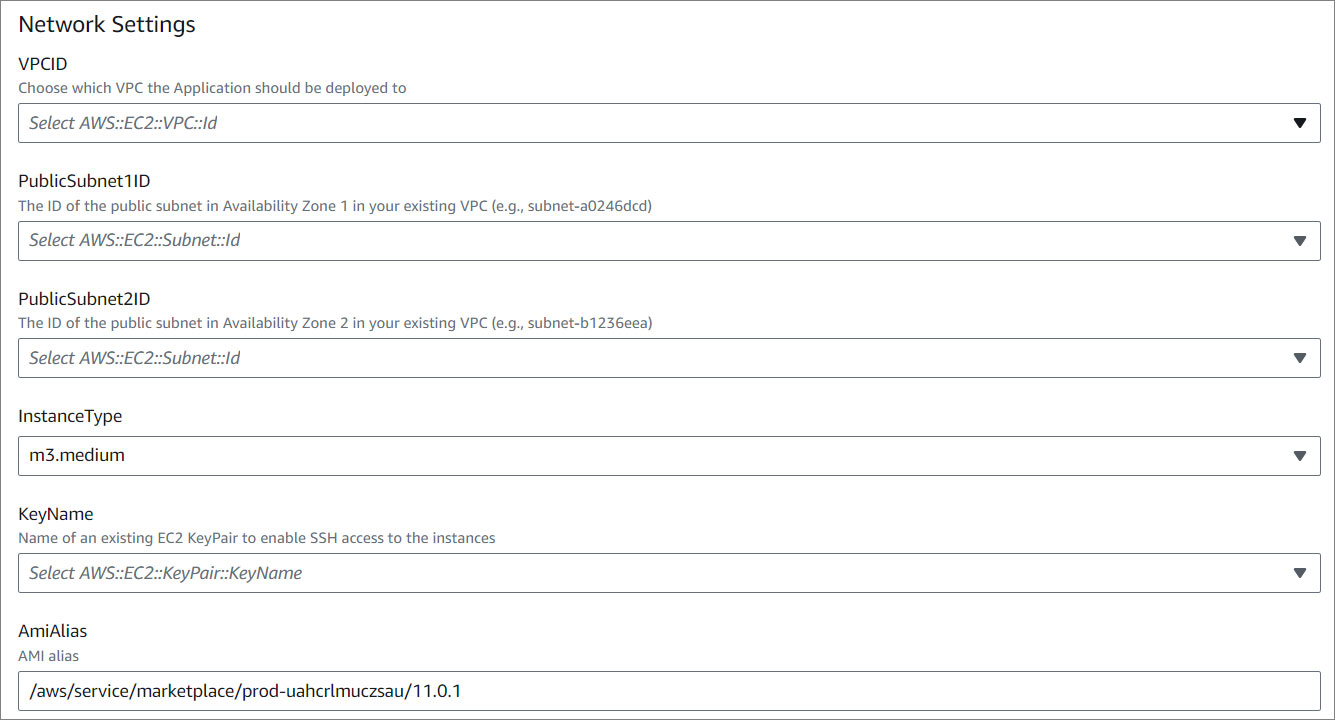 Network Settings
VPCID
Choose which VPC the Application should be deployed to
Select AWS::EC2::VPC::Id
PublicSubnet1ID
The ID of the public subnet in Availability Zone 1 in your existing VPC (e.g., subnet-a0246dcd)
Select AWS::EC2::Subnet::Id
PublicSubnet2ID
The ID of the public subnet in Availability Zone 2 in your existing VPC (e.g., subnet-b1236eea)
Select AWS::EC2::Subnet::Id
InstanceType
m3.medium
KeyName
Name of an existing EC2 KeyPair to enable SSH access to the instances
Select AWS::EC2::KeyPair::KeyName
AmiAlias
AMI alias
/aws/service/marketplace/prod-uahcrlmuczsau/11.0.1